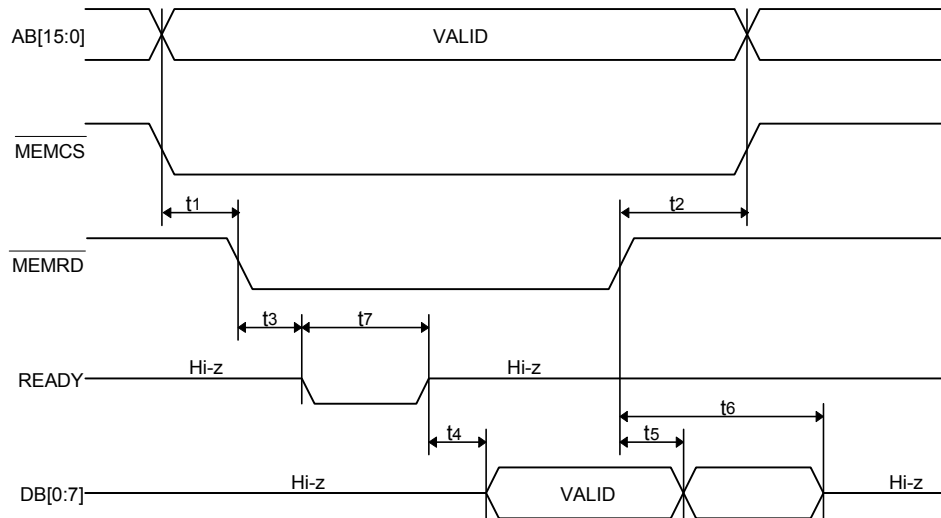 AB[15:0] VALID
MEMCS
t1 t2
MEMRD
t3 t7
Hi-z Hi-z
READY
t6
t4 t5
Hi-z VALID Hi-z
DB[0:7]